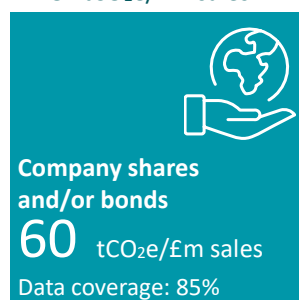 Company shares
and/or bonds
60 tCO₂e/£m sales
Data coverage: 85%